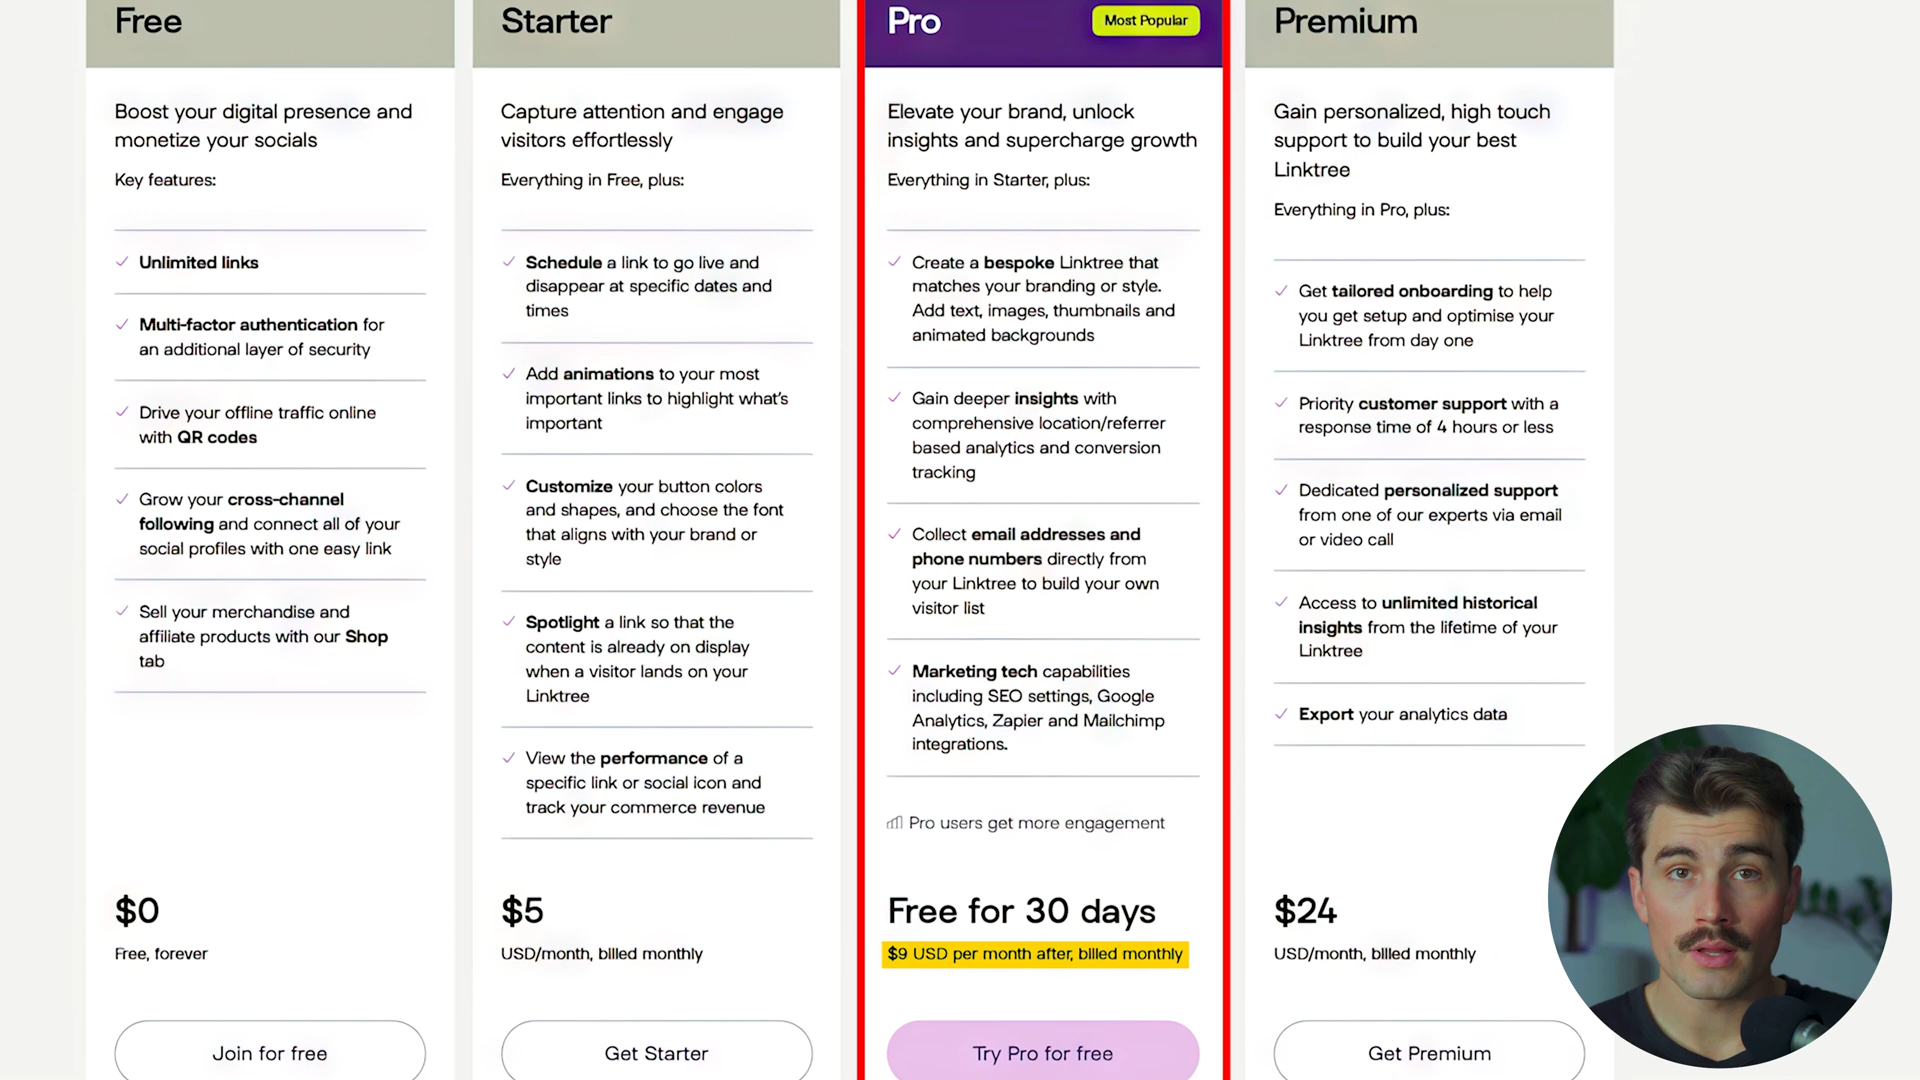 Free
Boost your digital presence and
monetize your socials
Key features:
Unlimited links
Multi-factor authentication for
an additional layer of security
Drive your offline traffic online
with QR codes
Grow your cross-channel
following and connect all of your
social profiles with one easy link
Sell your merchandise and
affiliate products with our Shop
tab
$0
Free, forever
Join for free
Starter
Capture attention and engage
visitors effortlessly
Everything in Free, plus:
Schedule a link to go live and
disappear at specific dates and
times
Add animations to your most
important links to highlight what's
important
Customize your button colors
and shapes, and choose the font
that aligns with your brand or
style
Spotlight a link so that the
content is already on display
when a visitor lands on your
Linktree
View the performance of a
specific link or social icon and
track your commerce revenue
$5
USD/month, billed monthly
Get Starter
Pro
Most Popular
Elevate your brand, unlock
insights and supercharge growth
Everything in Starter, plus:
Create a bespoke Linktree that
matches your branding or style.
Add text, images, thumbnails and
animated backgrounds
Gain deeper insights with
comprehensive location/referrer
based analytics and conversion
tracking
Collect email addresses and
phone numbers directly from
your Linktree to build your own
visitor list
Marketing tech capabilities
including SEO settings, Google
Analytics, Zapier and Mailchimp
integrations.
Pro users get more engagement
Free for 30 days
$9 USD per month after, billed monthly
Try Pro for free
Premium
Gain personalized, high touch
support to build your best
Linktree
Everything in Pro, plus:
Get tailored onboarding to help
you get setup and optimise your
Linktree from day one
Priority customer support with a
response time of 4 hours or less
Dedicated personalized support
from one of our experts via email
or video call
Access to unlimited historical
insights from the lifetime of your
Linktree
Export your analytics data
$24
USD/month, billed monthly
Get Premium